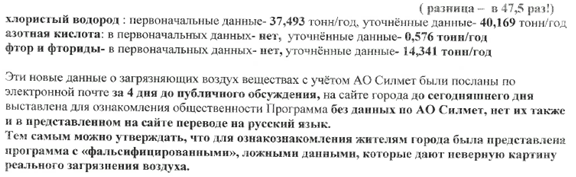 ( разница – в 47,5 раз!)
хлористый водород : первоначальные данные- 37,493 тонн/год, уточнённые данные- 40,169 тонн/год
азотная кислота: в первоначальных данных- нет, уточнённые данные- 0,576 тонн/год
фтор и фториды- в первоначальных данных- нет, уточнённые данные- 14,341 тонн/год
Эти новые данные о загрязняющих воздух веществах с учётом АО Силмет были посланы по
электронной почте за 4 дня до публичного обсуждения, на сайте города до сегодняшнего дня
выставлена для ознакомления общественности Программа без данных по АО Силмет, нет их также
и в представленном на сайте переводе на русский язык.
Тем самым можно утверждать, что для ознакознакомления жителям города была представлена
программа с «фальсифицированными», ложными данными, которые дают неверную картину
реального загрязнения воздуха.